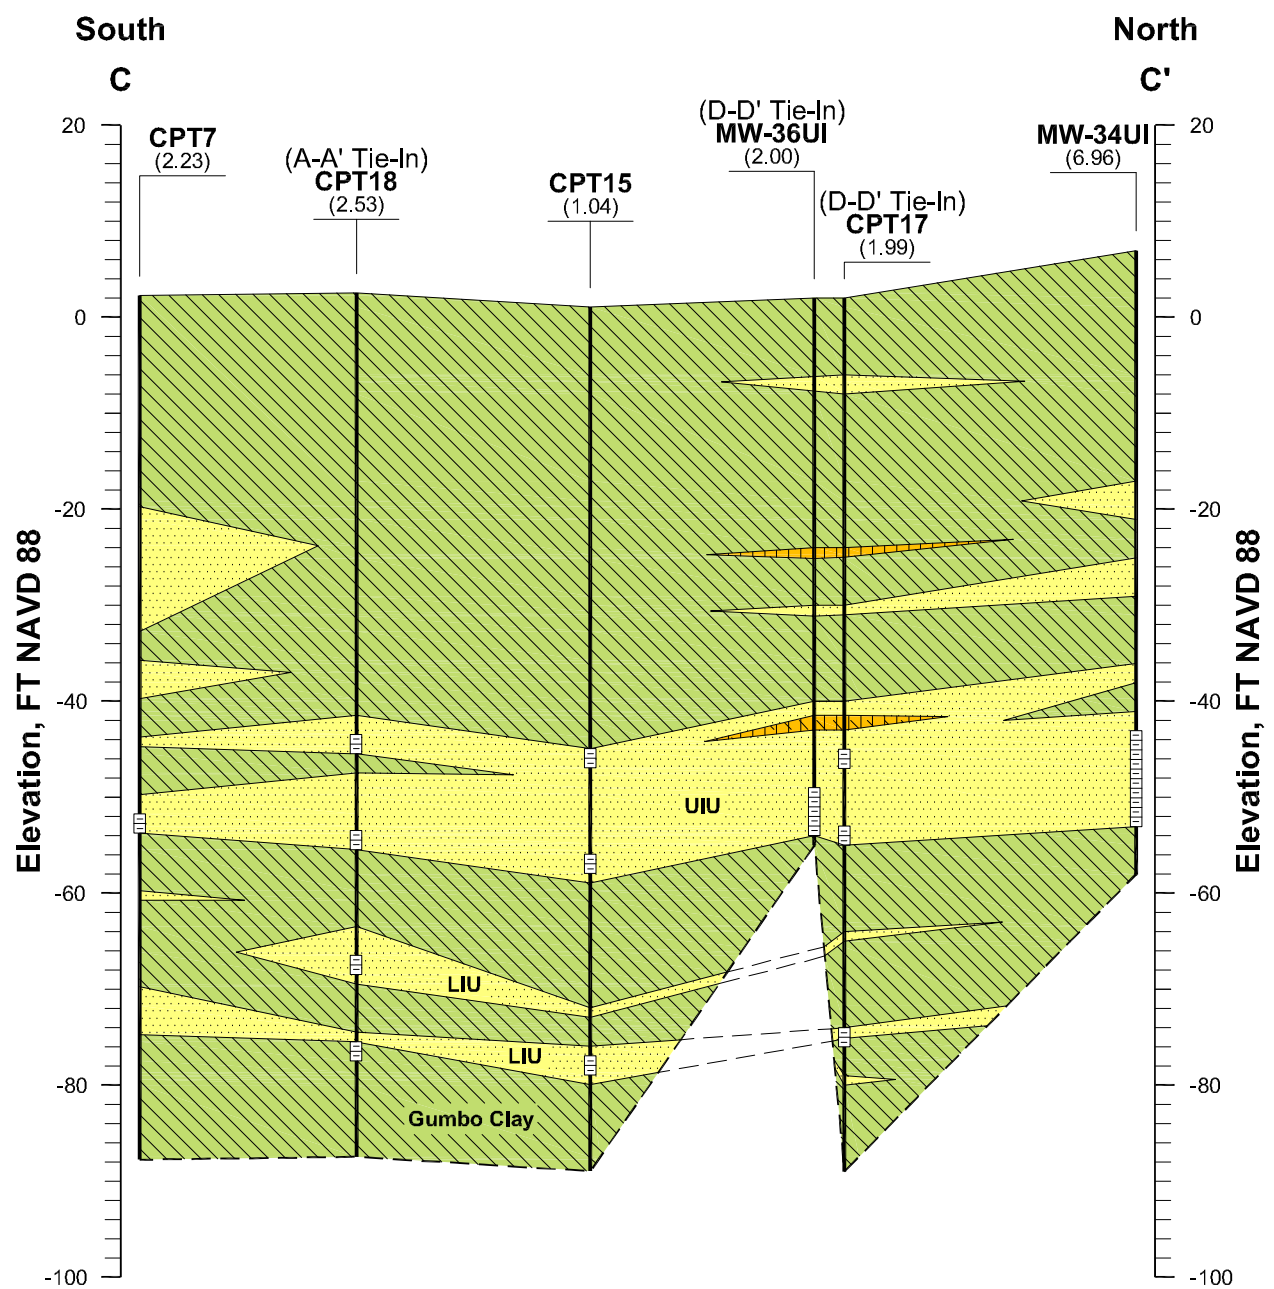 South
North
C
C'
CPT7
(2.23)
(A-A' Tie-In)
CPT18
(2.53)
CPT15
(1.04)
(D-D' Tie-In)
MW-36UI
(2.00)
(D-D' Tie-In)
CPT17
(1.99)
MW-34UI
(6.96)
20
0
-20
-40
-60
-80
-100
Elevation, FT NAVD 88
UIU
LIU
LIU
Gumbo Clay
20
0
-20
-40
-60
-80
-100
Elevation, FT NAVD 88